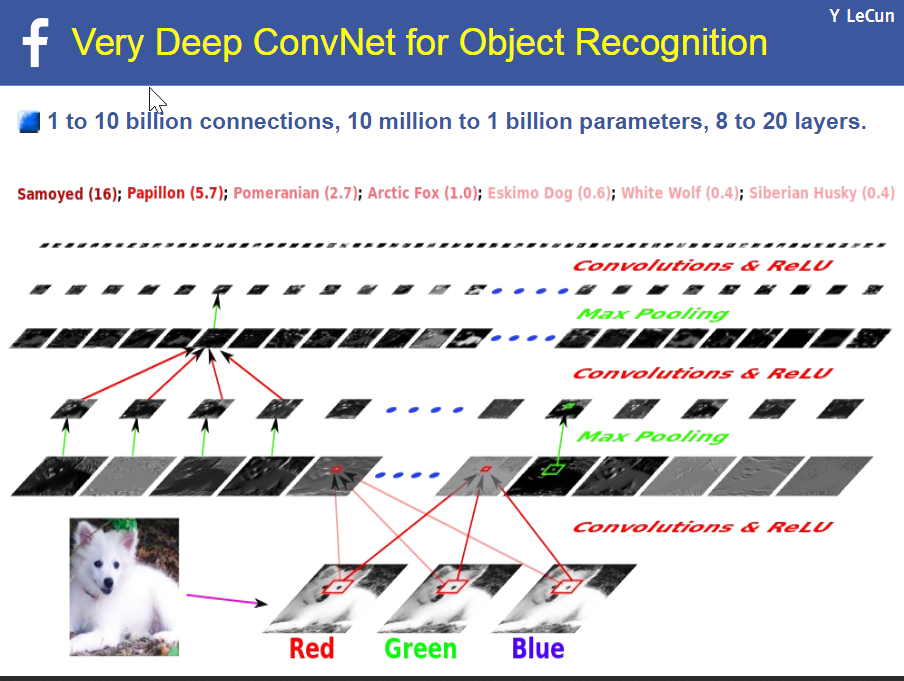 Y LeCun
f Very Deep ConvNet for Object Recognition
1 to 10 billion connections, 10 million to 1 billion parameters, 8 to 20 layers.
Samoyed (16); Papillon (5.7); Pomeranian (2.7); Arctic Fox (1.0); Eskimo Dog (0.6); White Wolf (0.4); Siberian Husky (0.4)
Convolutions & ReLU
Max Pooling
Convolutions & ReLU
Max Pooling
Convolutions & ReLU
Red Green Blue